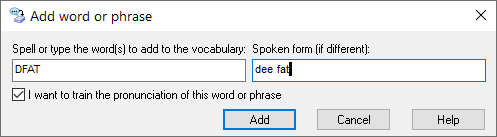 Add word or phrase
Spell or type the word(s) to add to the vocabulary: Spoken form (if different):
DFAT dee fat
I want to train the pronunciation of this word or phrase
Add Cancel Help